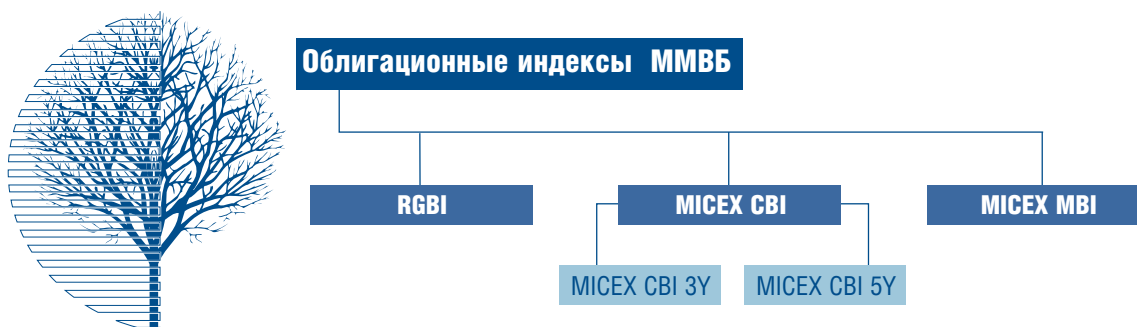 Облигационные индексы ММВБ
RGBI
MICEX CBI
MICEX MBI
MICEX CBI 3Y
MICEX CBI 5Y